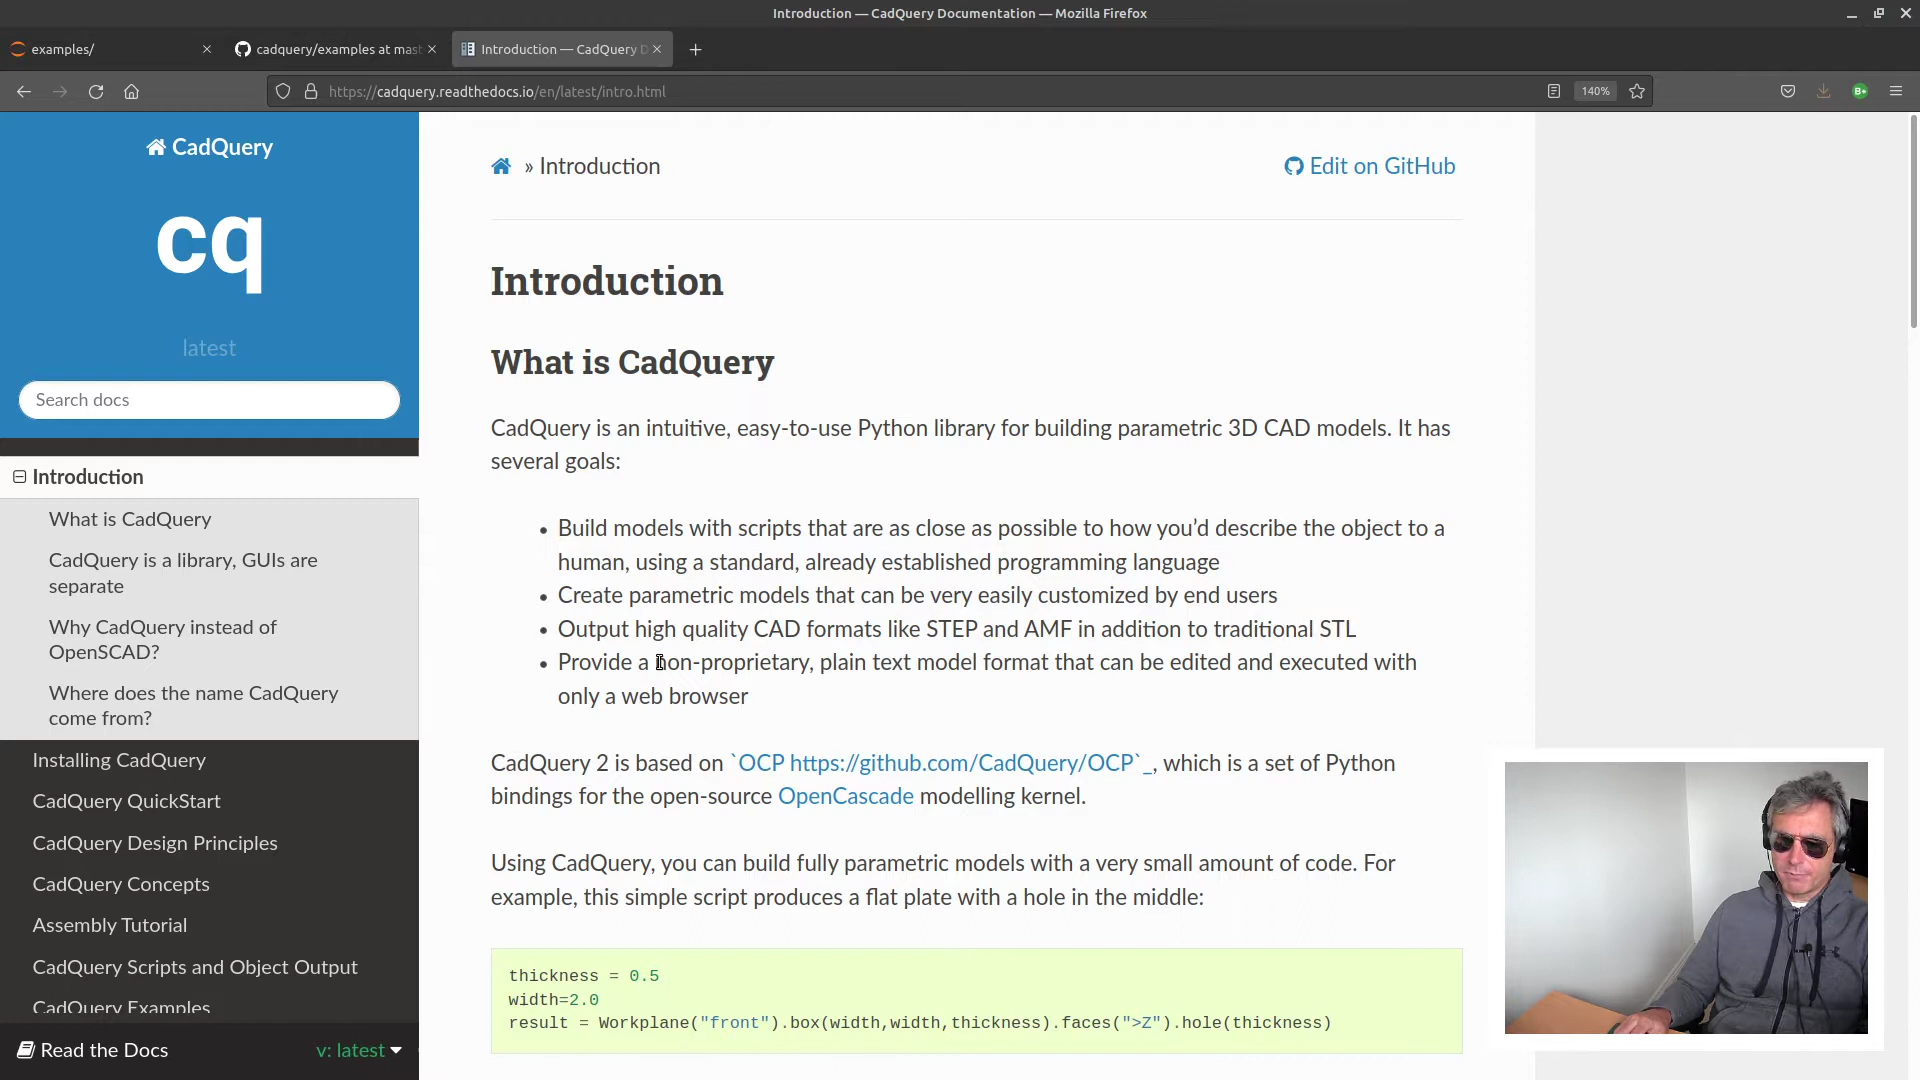 Introduction — CadQuery Documentation — Mozilla Firefox
examples/
cadquery/examples at mast
Introduction — CadQuery D
https://cadquery.readthedocs.io/en/latest/intro.html
140%
B+
CadQuery
cq
latest
Search docs
Introduction
What is CadQuery
CadQuery is a library, GUIs are
separate
Why CadQuery instead of
OpenSCAD?
Where does the name CadQuery
come from?
Installing CadQuery
CadQuery QuickStart
CadQuery Design Principles
CadQuery Concepts
Assembly Tutorial
CadQuery Scripts and Object Output
CadQuery Examples
Read the Docs
v: latest
» Introduction
Edit on GitHub
Introduction
What is CadQuery
CadQuery is an intuitive, easy-to-use Python library for building parametric 3D CAD models. It has
several goals:
• Build models with scripts that are as close as possible to how you’d describe the object to a
human, using a standard, already established programming language
• Create parametric models that can be very easily customized by end users
• Output high quality CAD formats like STEP and AMF in addition to traditional STL
• Provide a non-proprietary, plain text model format that can be edited and executed with
only a web browser
CadQuery 2 is based on `OCP https://github.com/CadQuery/OCP`_, which is a set of Python
bindings for the open-source OpenCascade modelling kernel.
Using CadQuery, you can build fully parametric models with a very small amount of code. For
example, this simple script produces a flat plate with a hole in the middle:
thickness = 0.5
width=2.0
result = Workplane("front").box(width,width,thickness).faces(">Z").hole(thickness)